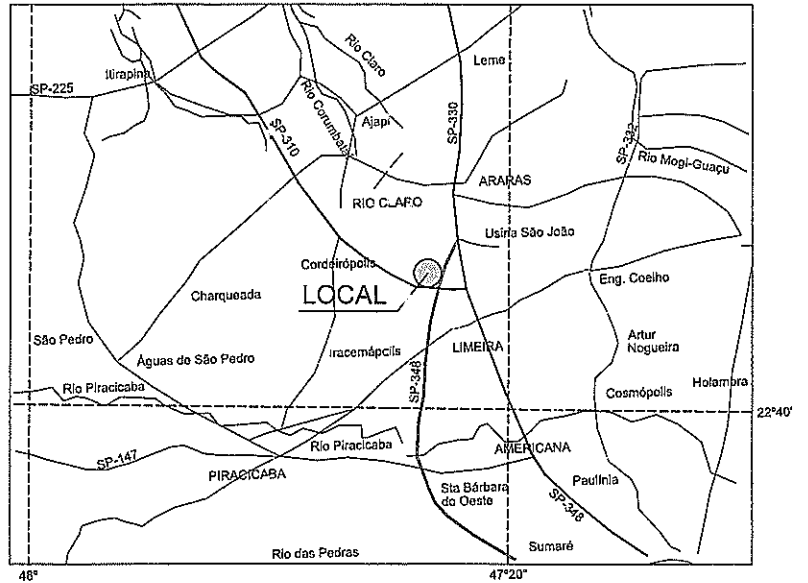 Rio Claro
Leme
Itirapina
SP-225
Rio Corumbataí
Ajapí
SP-330
SP-310
SP-332
Rio Mogi-Guaçu
ARARAS
RIO CLARO
Usina São João
Cordeirópolis
Eng. Coelho
Charqueada
LOCAL
São Pedro
Águas de São Pedro
Iracemápolis
LIMEIRA
Artur
Nogueira
SP-348
Rio Piracicaba
Cosmópolis
Holambra
22°40'
Rio Piracicaba
AMERICANA
SP-147
PIRACICABA
Paulínia
Sta Bárbara
do Oeste
SP-348
Rio das Pedras
Sumaré
48°
47°20'